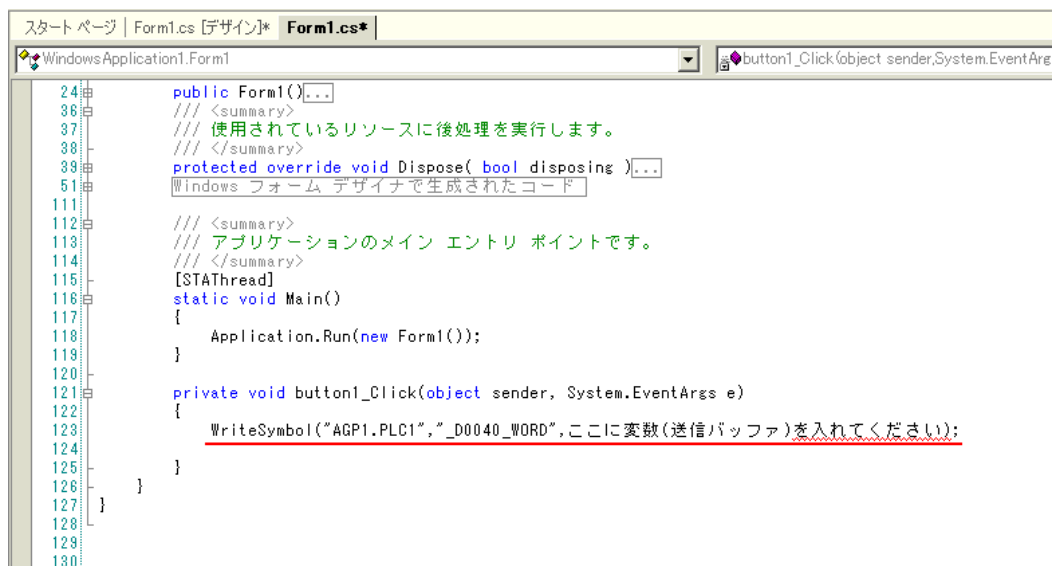 スタート ページ | Form1.cs [デザイン]* Form1.cs*
WindowsApplication1.Form1 button1_Click(object sender,System.EventArg
24 public Form1()...
36 /// <summary>
37 /// 使用されているリソースに後処理を実行します。
38 /// </summary>
39 protected override void Dispose( bool disposing )...
51 Windows フォーム デザイナで生成されたコード
111
112 /// <summary>
113 /// アプリケーションのメイン エントリ ポイントです。
114 /// </summary>
115 [STAThread]
116 static void Main()
117 {
118 Application.Run(new Form1());
119 }
120
121 private void button1_Click(object sender, System.EventArgs e)
122 {
123 WriteSymbol("AGP1.PLC1","_D0040_WORD",ここに変数(送信バッファ)を入れてください);
124
125 }
126 }
127 }
128
129
130